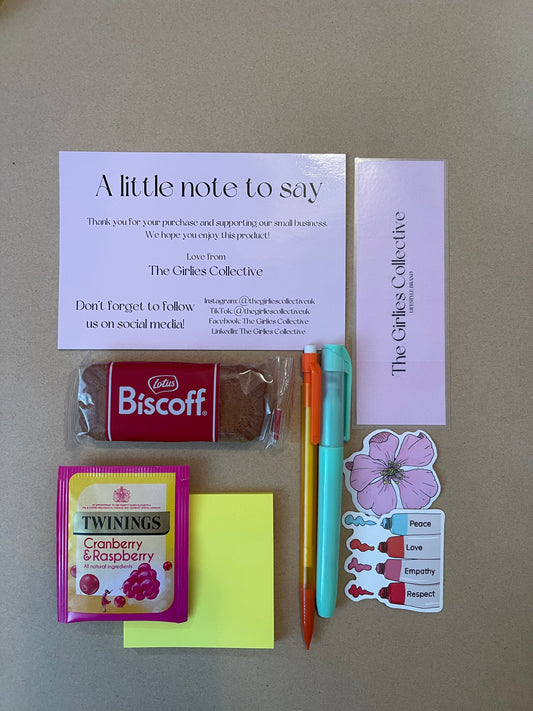 A little note to say
Thank you for your purchase and supporting our small business.
We hope you enjoy this product!
Love from
The Girlies Collective
Don't forget to follow
us on social media!
Instagram: @thegirliescollectiveuk
TikTok: @thegirliescollectiveuk
Facebook: The Girlies Collective
LinkedIn: The Girlies Collective
The Girlies Collective
LIFESTYLE BRAND
Lotus
Biscoff®
TWININGS
Cranberry
& Raspberry
All natural ingredients
Peace
Love
Empathy
Respect